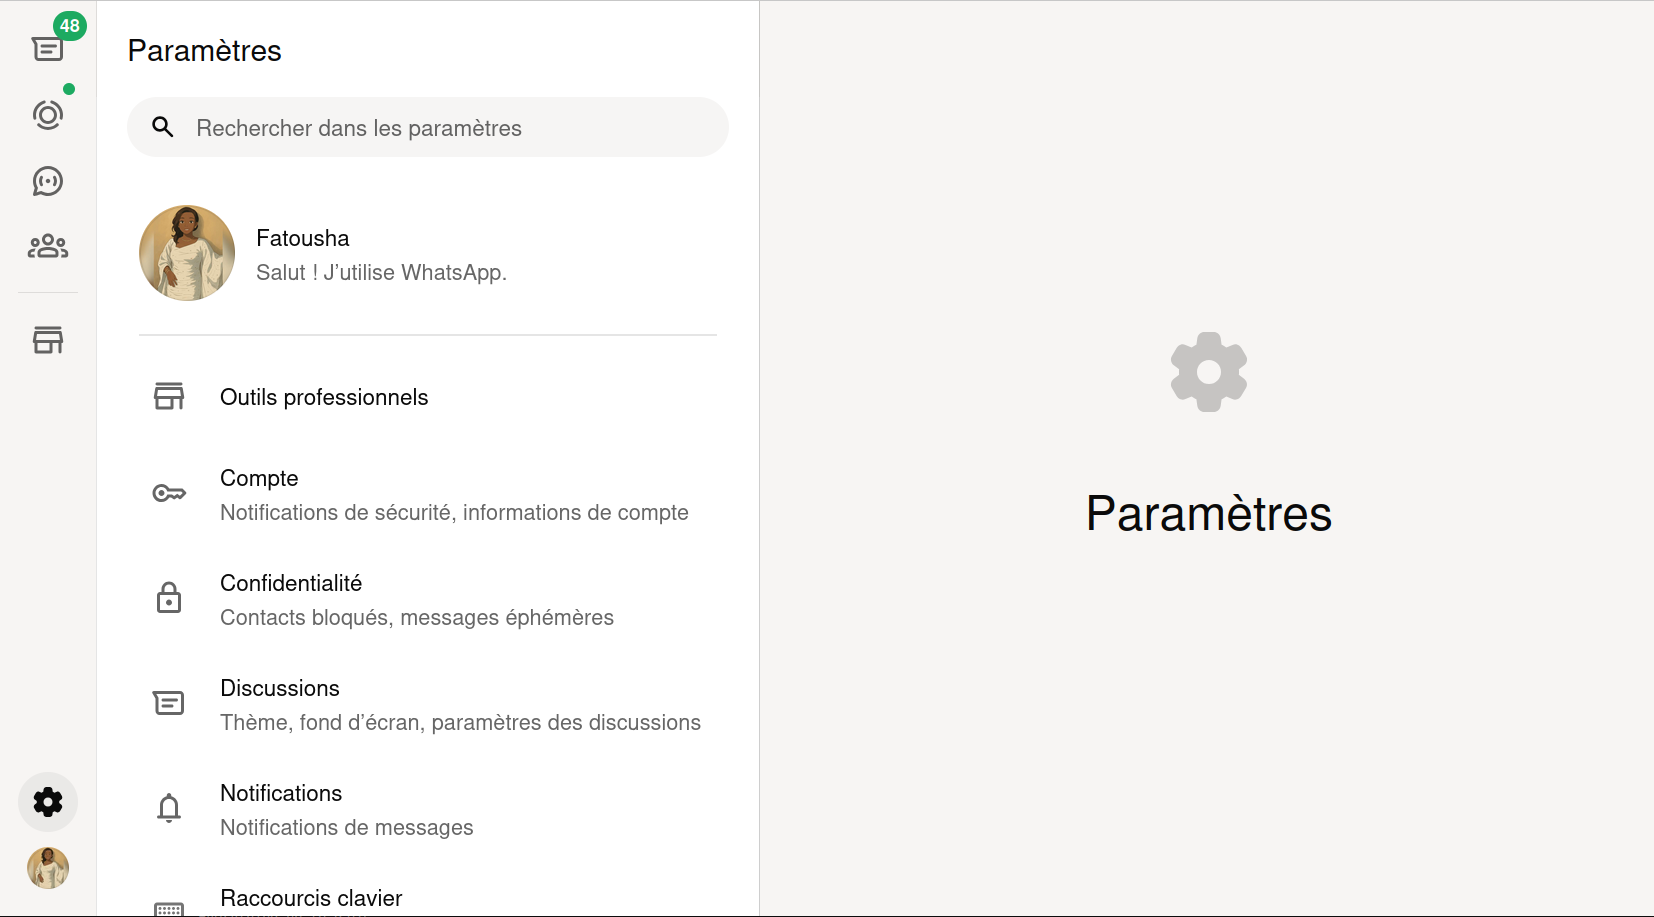 48
Paramètres
Rechercher dans les paramètres
Fatousha
Salut ! J’utilise WhatsApp.
Outils professionnels
Compte
Notifications de sécurité, informations de compte
Confidentialité
Contacts bloqués, messages éphémères
Discussions
Thème, fond d’écran, paramètres des discussions
Notifications
Notifications de messages
Raccourcis clavier
Paramètres